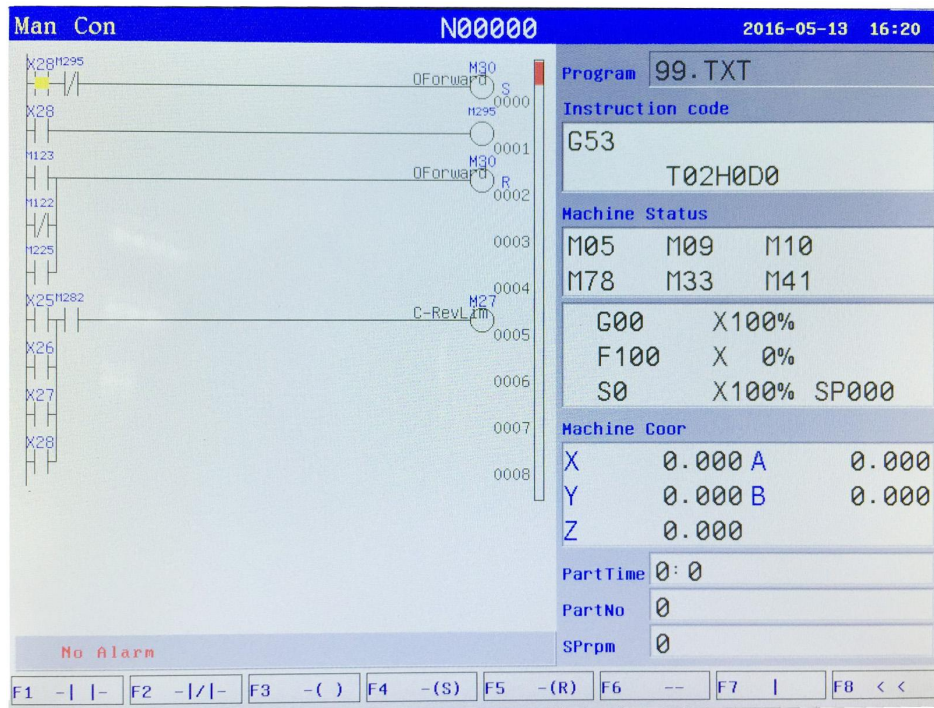 Man Con N00000 2016-05-13 16:20
X28 M295 OForward M30 S
0000
X28 M295
0001
M123 OForward M30 R
0002
M122
0003
M225
0004
X25 M282 C-RevLim M27
0005
X26
0006
X27
0007
X28
0008
No Alarm
Program 99.TXT
Instruction code
G53
T02H0D0
Machine Status
M05 M09 M10
M78 M33 M41
G00 X100%
F100 X 0%
S0 X100% SP000
Machine Coor
X 0.000 A 0.000
Y 0.000 B 0.000
Z 0.000
PartTime 0: 0
PartNo 0
SPrpm 0
F1 -| |- F2 -|/|- F3 -( ) F4 -(S) F5 -(R) F6 -- F7 | F8 < <